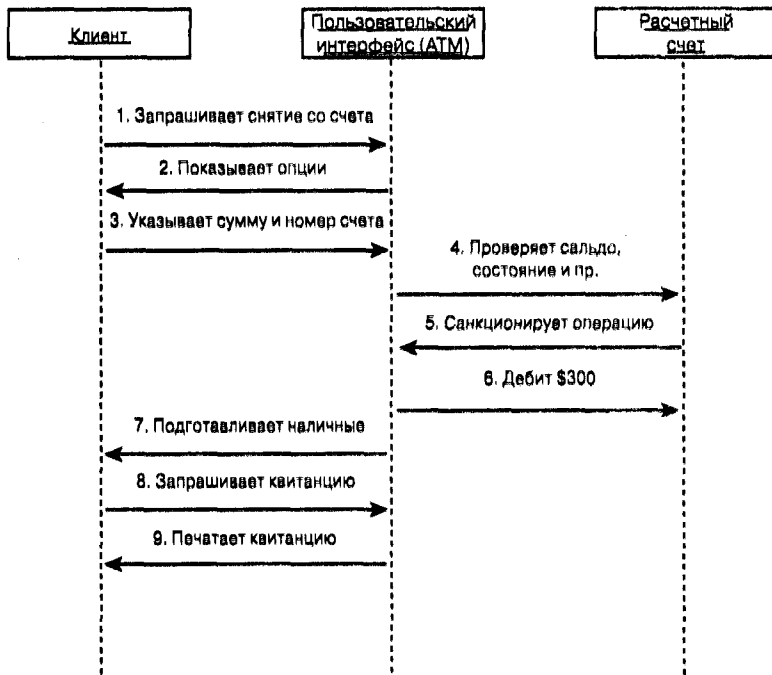 Клиент
Пользовательский
интерфейс (ATM)
Расчетный
счет
1. Запрашивает снятие со счета
2. Показывает опции
3. Указывает сумму и номер счета
4. Проверяет сальдо,
состояние и пр.
5. Санкционирует операцию
6. Дебит $300
7. Подготавливает наличные
8. Запрашивает квитанцию
9. Печатает квитанцию